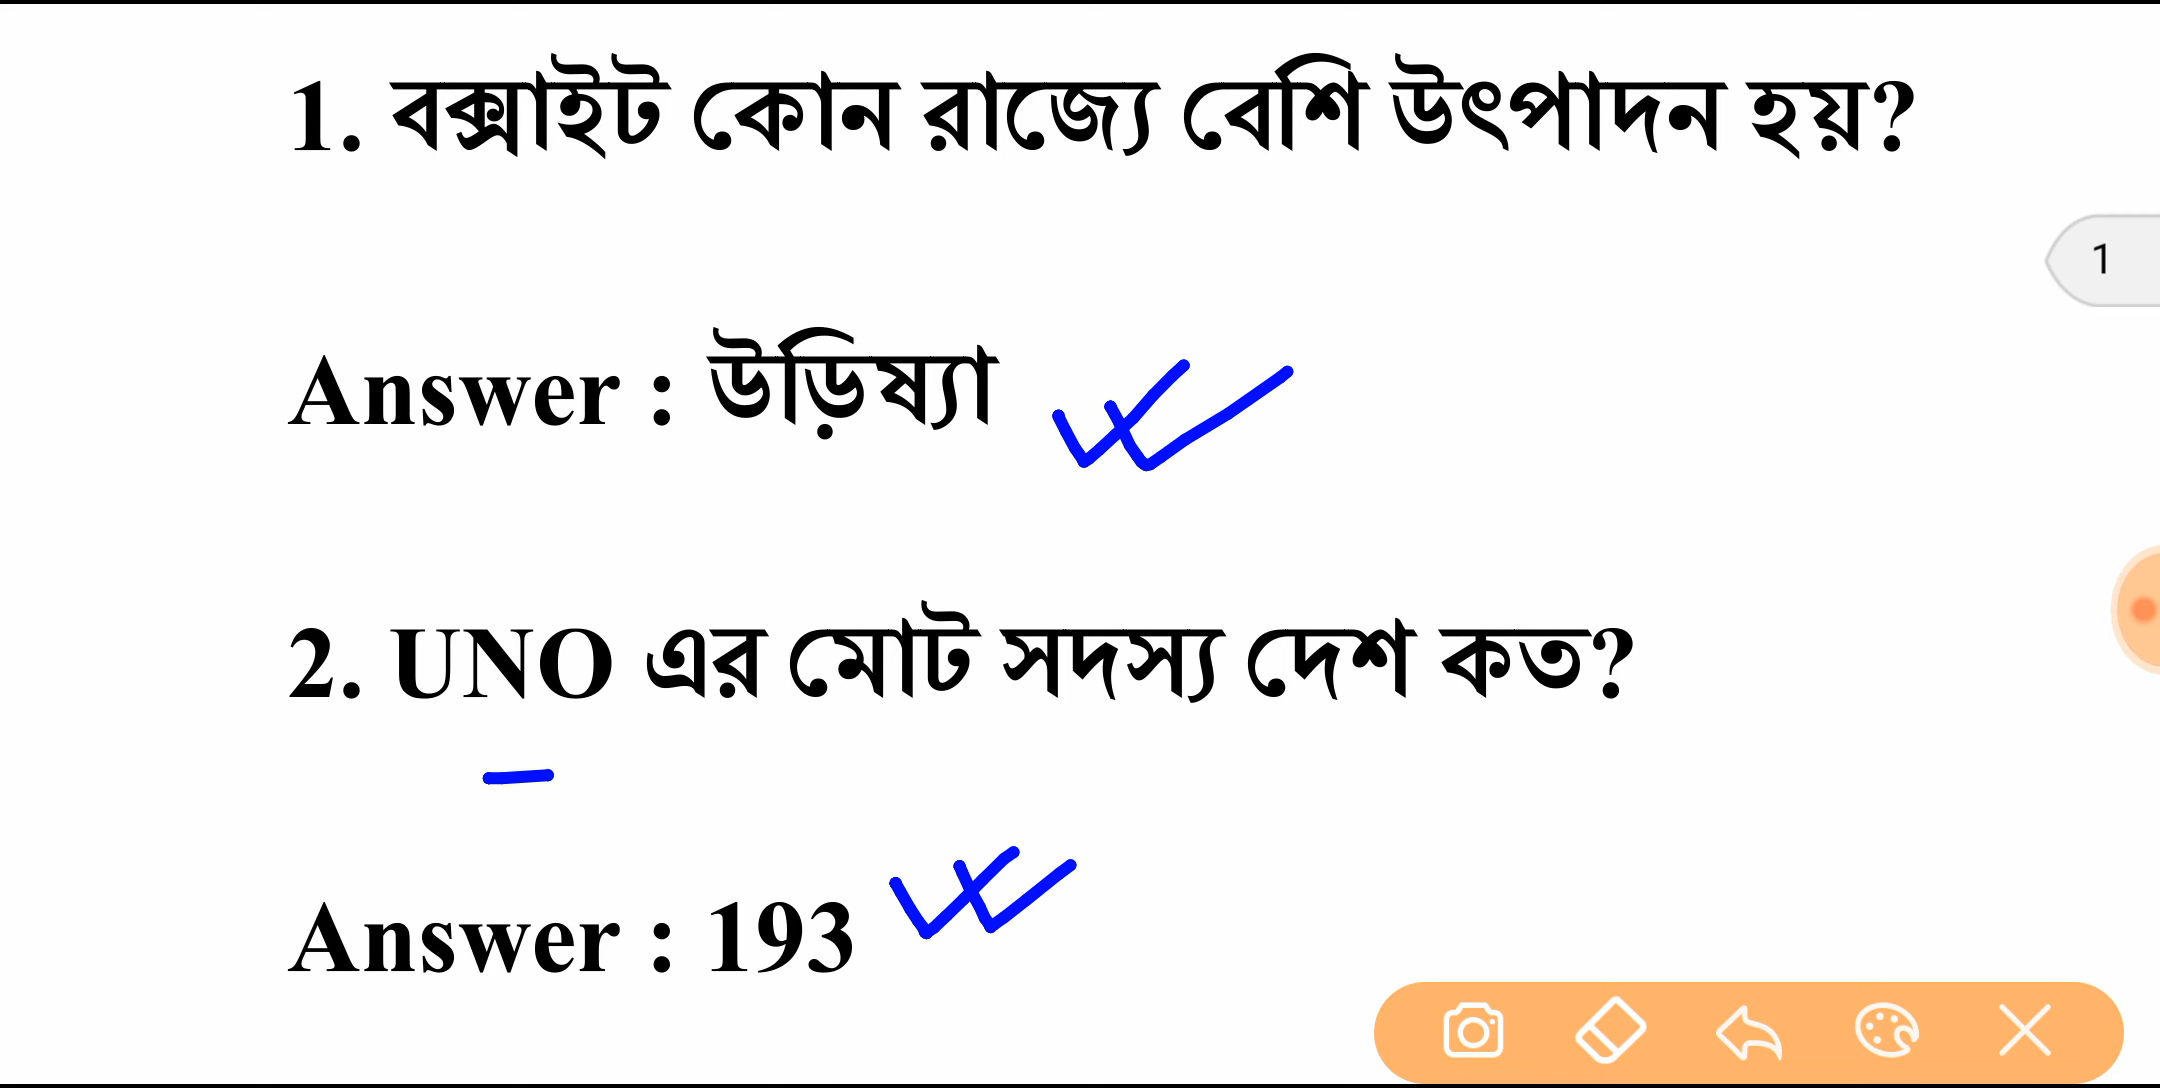 1. বক্সাইট কোন রাজ্যে বেশি উৎপাদন হয়?
1
Answer : উড়িষ্যা
2. UNO এর মোট সদস্য দেশ কত?
Answer : 193